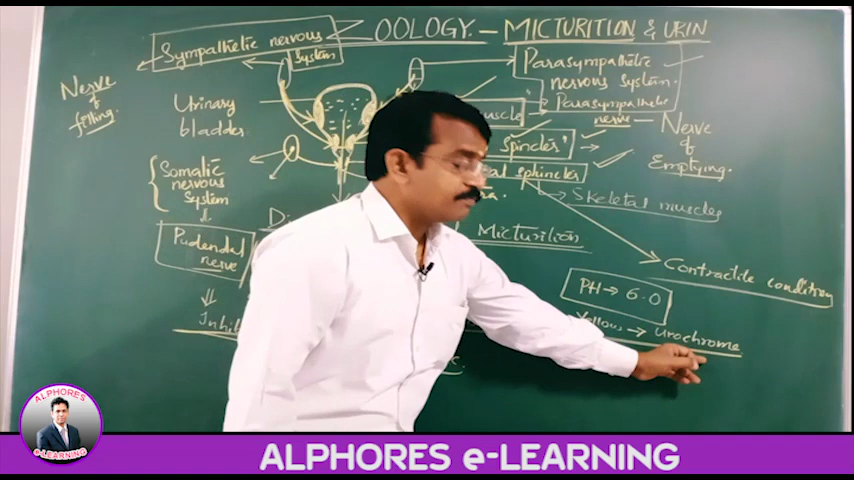 ZOOLOGY. - MICTURITION & URIN
Sympathetic nervous
System
Nerve
of
filling.
Urinary
bladder
Somatic
nervous
System
Pudendal
nerve
Inhi
Parasympathetic
nervous System.
Parasympathetic
nerve
Nerve
of
Emptying.
Spincter"
sphincter
Skeletal muscles
Micturition
Contractile condition
PH → 6.0
Yellow → Urochrome
ALPHORES
e-LEARNING
ALPHORES e-LEARNING